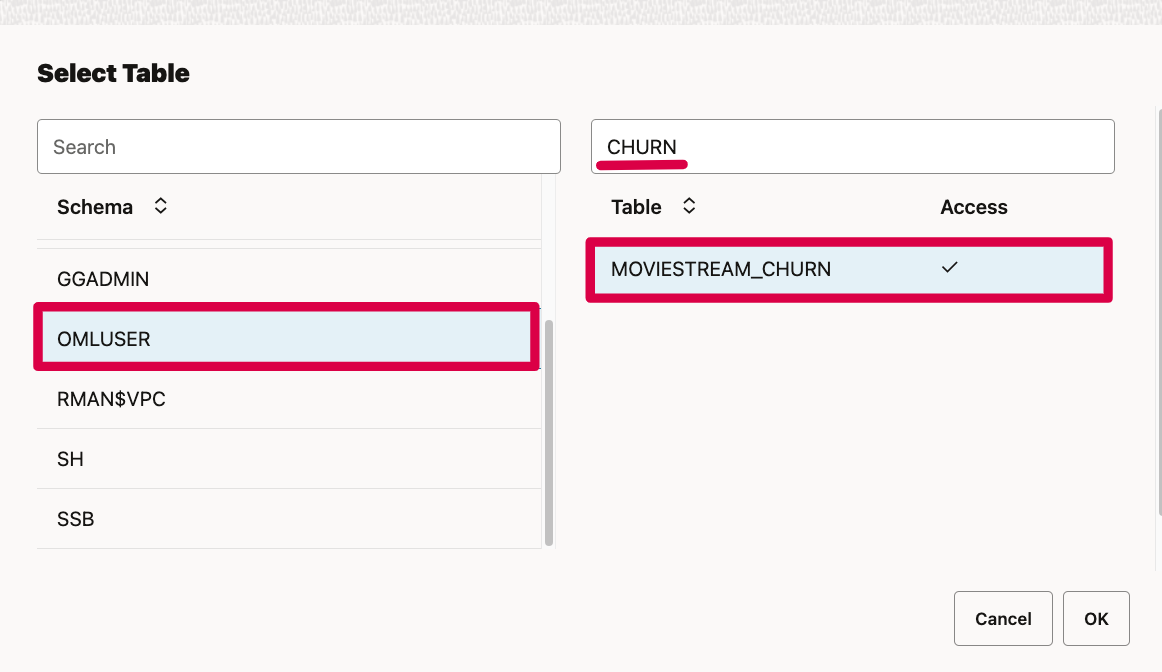 Select Table
Search
CHURN
Schema
Table
Access
GGADMIN
MOVIESTREAM_CHURN
OMLUSER
RMAN$VPC
SH
SSB
Cancel
OK